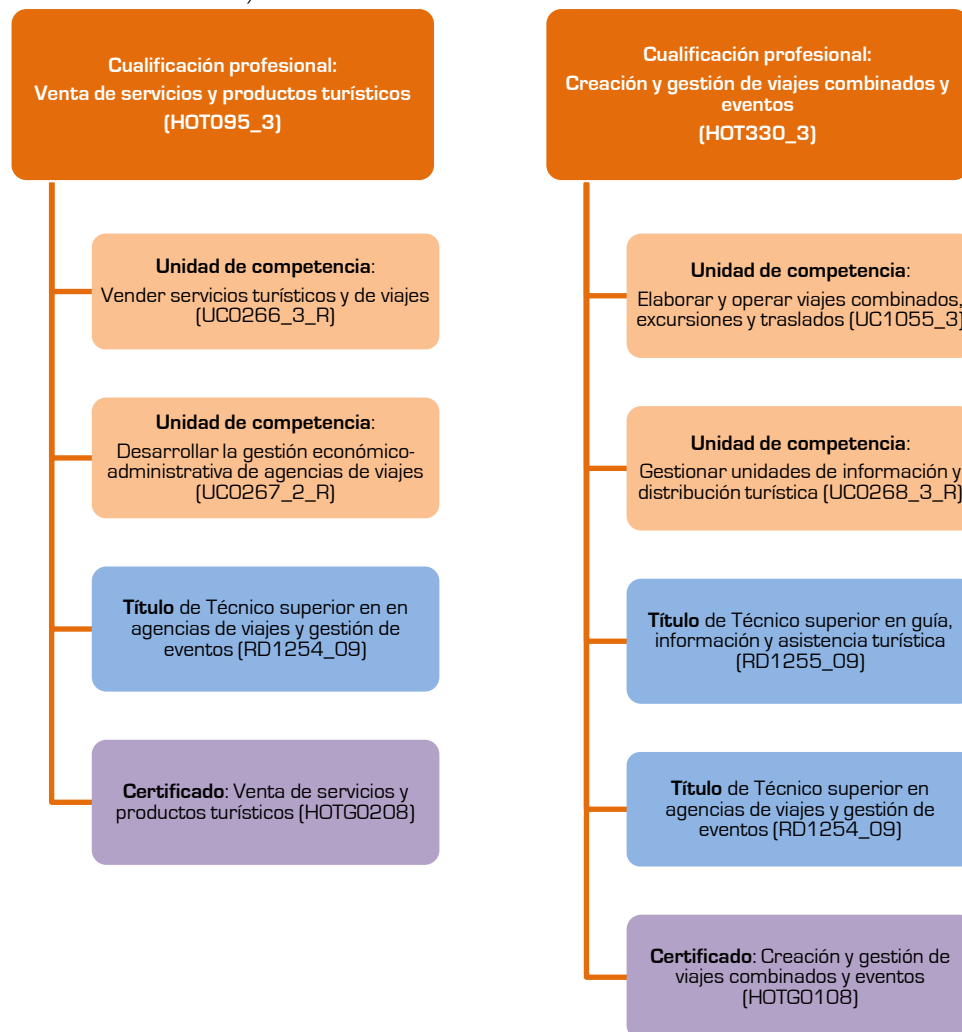 Cualificación profesional:
Venta de servicios y productos turísticos
(HOT095_3)
Unidad de competencia:
Vender servicios turísticos y de viajes
(UC0266_3_R)
Unidad de competencia:
Desarrollar la gestión económico-
administrativa de agencias de viajes
(UC0267_2_R)
Título de Técnico superior en en
agencias de viajes y gestión de
eventos (RD1254_09)
Certificado: Venta de servicios y
productos turísticos (HOTG0208)
Cualificación profesional:
Creación y gestión de viajes combinados y
eventos
(HOT330_3)
Unidad de competencia:
Elaborar y operar viajes combinados,
excursiones y traslados (UC1055_3)
Unidad de competencia:
Gestionar unidades de información y
distribución turística (UC0268_3_R)
Título de Técnico superior en guía,
información y asistencia turística
(RD1255_09)
Título de Técnico superior en
agencias de viajes y gestión de
eventos (RD1254_09)
Certificado: Creación y gestión de
viajes combinados y eventos
(HOTG0108)